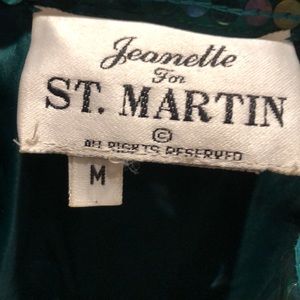 Jeanette
For
ST. MARTIN
©
ALL RIGHTS RESERVED
M